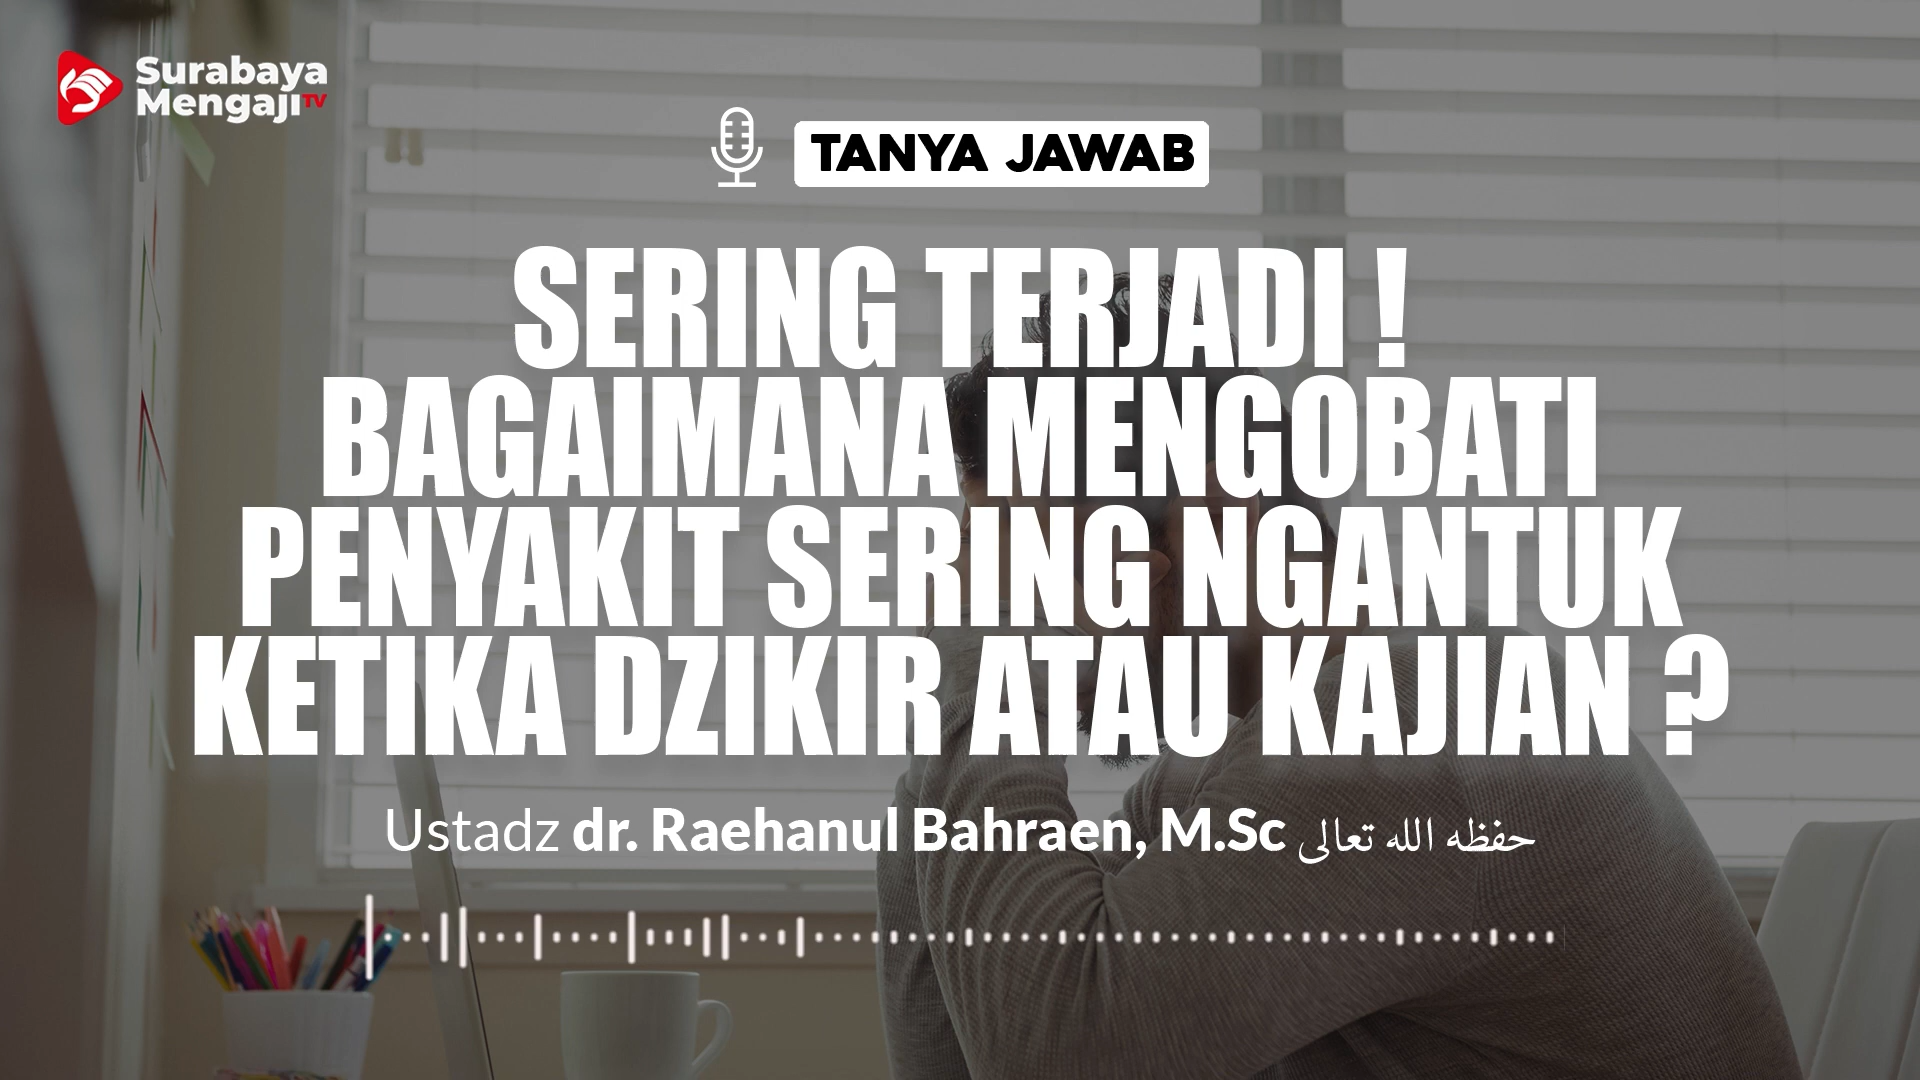 Surabaya
MengajiTV
TANYA JAWAB
SERING TERJADI !
BAGAIMANA MENGOBATI
PENYAKIT SERING NGANTUK
KETIKA DZIKIR ATAU KAJIAN ?
Ustadz dr. Raehanul Bahraen, M.Sc حفظه الله تعالى